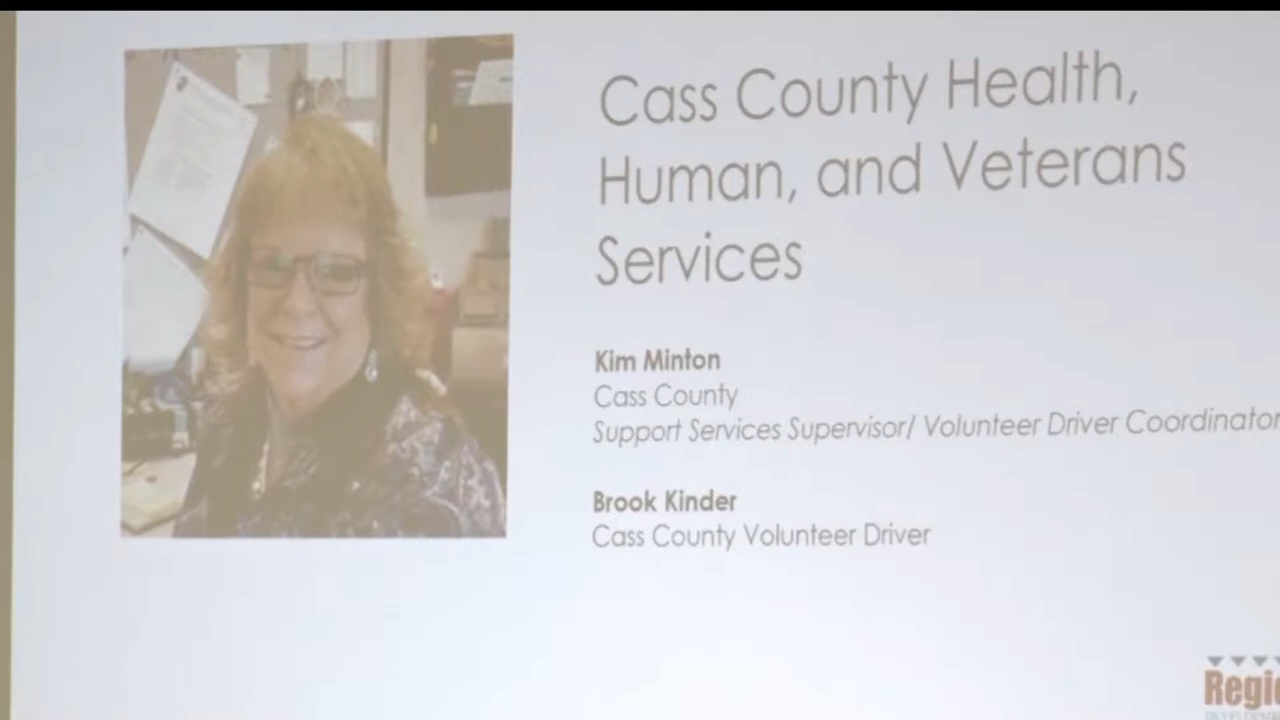 Cass County Health,
Human, and Veterans
Services
Kim Minton
Cass County
Support Services Supervisor/ Volunteer Driver Coordinator
Brook Kinder
Cass County Volunteer Driver